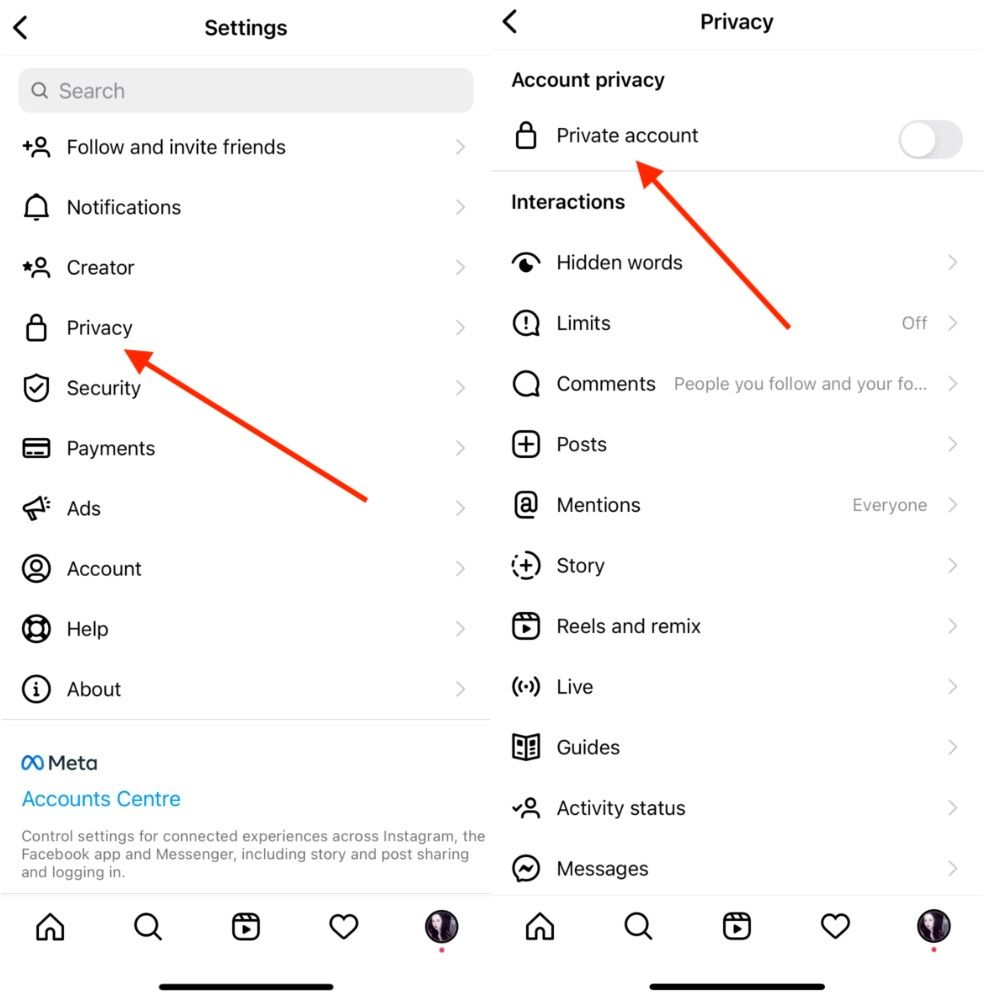 Settings
Search
Follow and invite friends
Notifications
Creator
Privacy
Security
Payments
Ads
Account
Help
About
Meta
Accounts Centre
Control settings for connected experiences across Instagram, the
Facebook app and Messenger, including story and post sharing
and logging in.
Privacy
Account privacy
Private account
Interactions
Hidden words
Limits Off
Comments People you follow and your fo...
Posts
Mentions Everyone
Story
Reels and remix
Live
Guides
Activity status
Messages